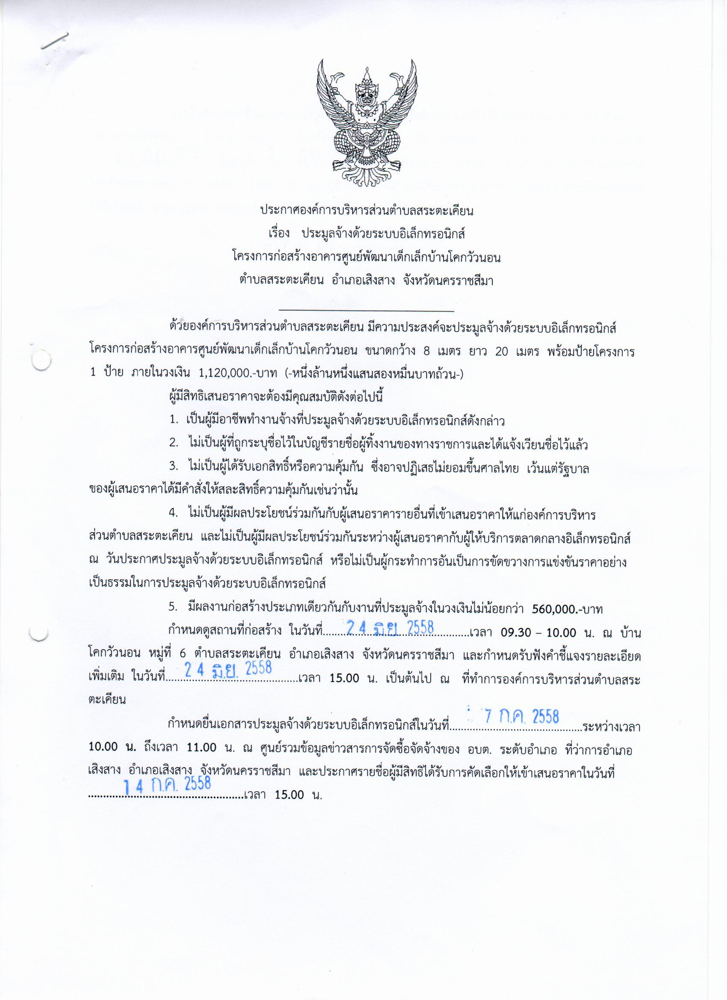 ประกาศองค์การบริหารส่วนตำบลสระตะเคียน
เรื่อง ประมูลจ้างด้วยระบบอิเล็กทรอนิกส์
โครงการก่อสร้างอาคารศูนย์พัฒนาเด็กเล็กบ้านโคกวัวนอน
ตำบลสระตะเคียน อำเภอเสิงสาง จังหวัดนครราชสีมา
ด้วยองค์การบริหารส่วนตำบลสระตะเคียน มีความประสงค์จะประมูลจ้างด้วยระบบอิเล็กทรอนิกส์
โครงการก่อสร้างอาคารศูนย์พัฒนาเด็กเล็กบ้านโคกวัวนอน ขนาดกว้าง 8 เมตร ยาว 20 เมตร พร้อมป้ายโครงการ
1 ป้าย ภายในวงเงิน 1,120,000.-บาท (-หนึ่งล้านหนึ่งแสนสองหมื่นบาทถ้วน-)
ผู้มีสิทธิเสนอราคาจะต้องมีคุณสมบัติดังต่อไปนี้
1. เป็นผู้มีอาชีพทำงานจ้างที่ประมูลจ้างด้วยระบบอิเล็กทรอนิกส์ดังกล่าว
2. ไม่เป็นผู้ที่ถูกระบุชื่อไว้ในบัญชีรายชื่อผู้ทิ้งงานของทางราชการและได้แจ้งเวียนชื่อไว้แล้ว
3. ไม่เป็นผู้ได้รับเอกสิทธิ์หรือความคุ้มกัน ซึ่งอาจปฏิเสธไม่ยอมขึ้นศาลไทย เว้นแต่รัฐบาล
ของผู้เสนอราคาได้มีคำสั่งให้สละสิทธิ์ความคุ้มกันเช่นว่านั้น
4. ไม่เป็นผู้มีผลประโยชน์ร่วมกันกับผู้เสนอราคารายอื่นที่เข้าเสนอราคาให้แก่องค์การบริหาร
ส่วนตำบลสระตะเคียน และไม่เป็นผู้มีผลประโยชน์ร่วมกันระหว่างผู้เสนอราคากับผู้ให้บริการตลาดกลางอิเล็กทรอนิกส์
ณ วันประกาศประมูลจ้างด้วยระบบอิเล็กทรอนิกส์ หรือไม่เป็นผู้กระทำการอันเป็นการขัดขวางการแข่งขันราคาอย่าง
เป็นธรรมในการประมูลจ้างด้วยระบบอิเล็กทรอนิกส์
5. มีผลงานก่อสร้างประเภทเดียวกันกับงานที่ประมูลจ้างในวงเงินไม่น้อยกว่า 560,000.-บาท
กำหนดดูสถานที่ก่อสร้าง ในวันที่........24 มิ.ย. 2558............เวลา 09.30 – 10.00 น. ณ บ้าน
โคกวัวนอน หมู่ที่ 6 ตำบลสระตะเคียน อำเภอเสิงสาง จังหวัดนครราชสีมา และกำหนดรับฟังคำชี้แจงรายละเอียด
เพิ่มเติม ในวันที่......24 มิ.ย. 2558.........เวลา 15.00 น. เป็นต้นไป ณ ที่ทำการองค์การบริหารส่วนตำบลสระ
ตะเคียน
กำหนดยื่นเอกสารประมูลจ้างด้วยระบบอิเล็กทรอนิกส์ในวันที่............7 ก.ค. 2558........ระหว่างเวลา
10.00 น. ถึงเวลา 11.00 น. ณ ศูนย์รวมข้อมูลข่าวสารการจัดซื้อจัดจ้างของ อบต. ระดับอำเภอ ที่ว่าการอำเภอ
เสิงสาง อำเภอเสิงสาง จังหวัดนครราชสีมา และประกาศรายชื่อผู้มีสิทธิได้รับการคัดเลือกให้เข้าเสนอราคาในวันที่
............14 ก.ค. 2558............เวลา 15.00 น.